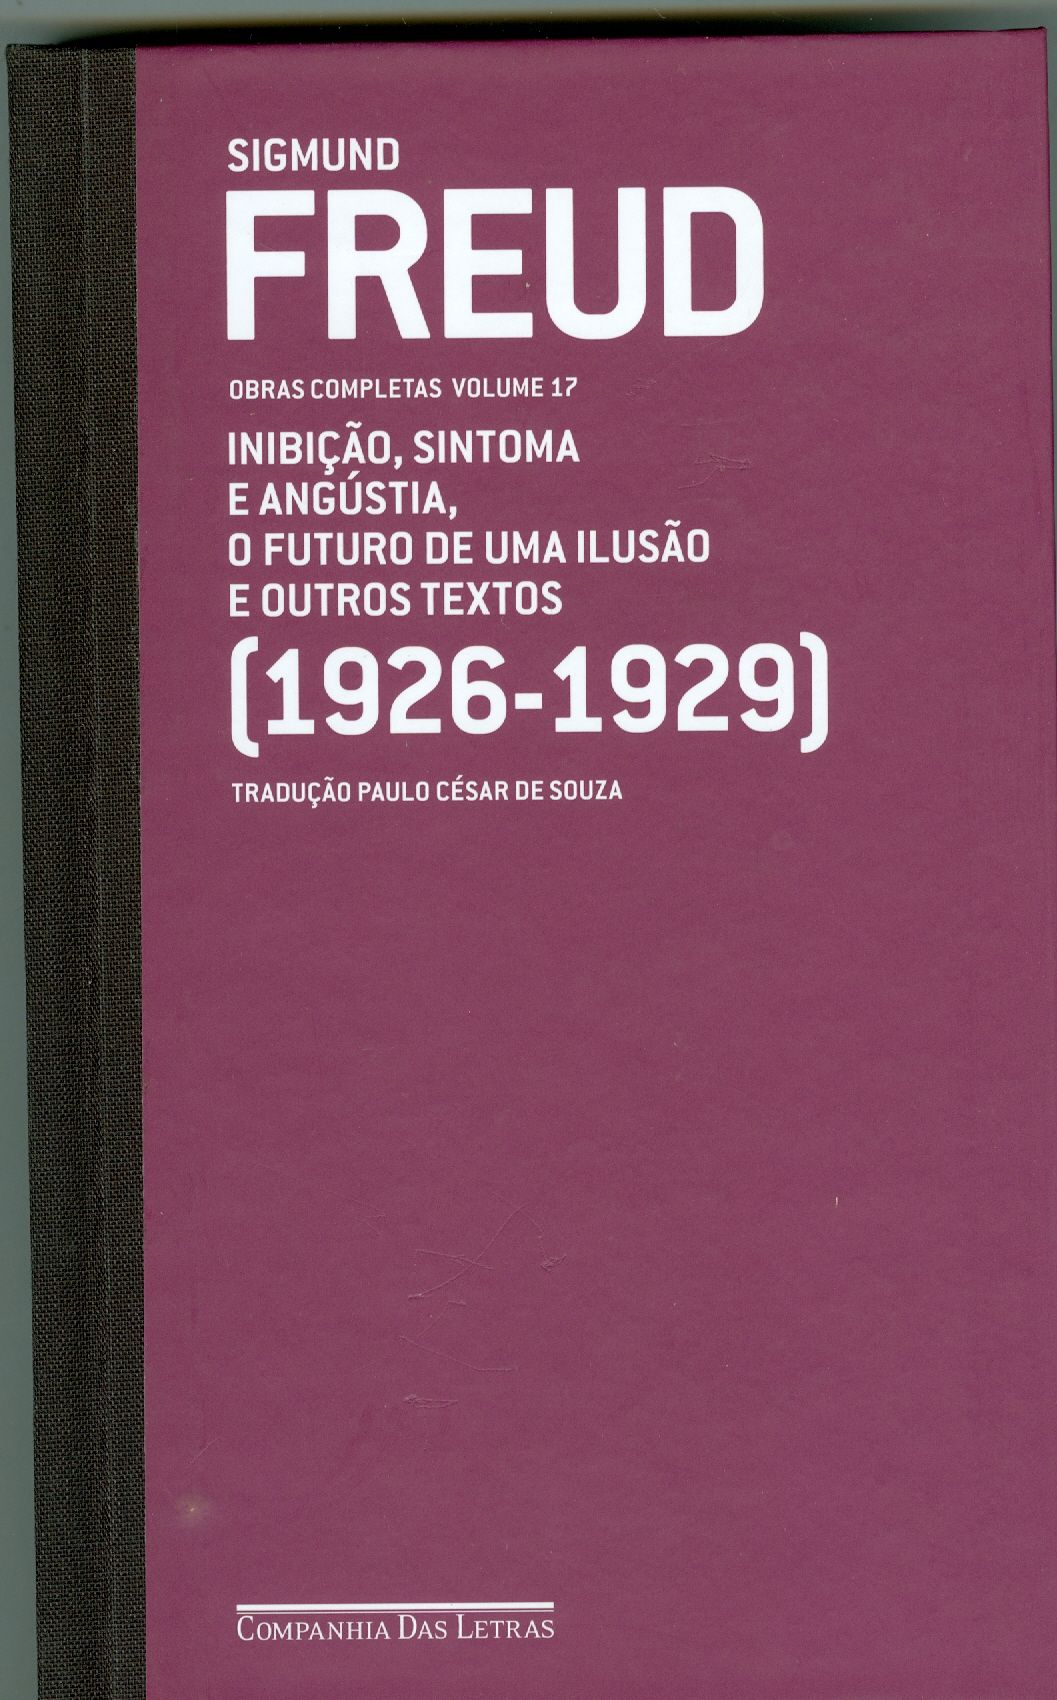 SIGMUND
FREUD
OBRAS COMPLETAS VOLUME 17
INIBIÇÃO, SINTOMA
E ANGÚSTIA,
O FUTURO DE UMA ILUSÃO
E OUTROS TEXTOS
(1926-1929)
TRADUÇÃO PAULO CÉSAR DE SOUZA
COMPANHIA DAS LETRAS